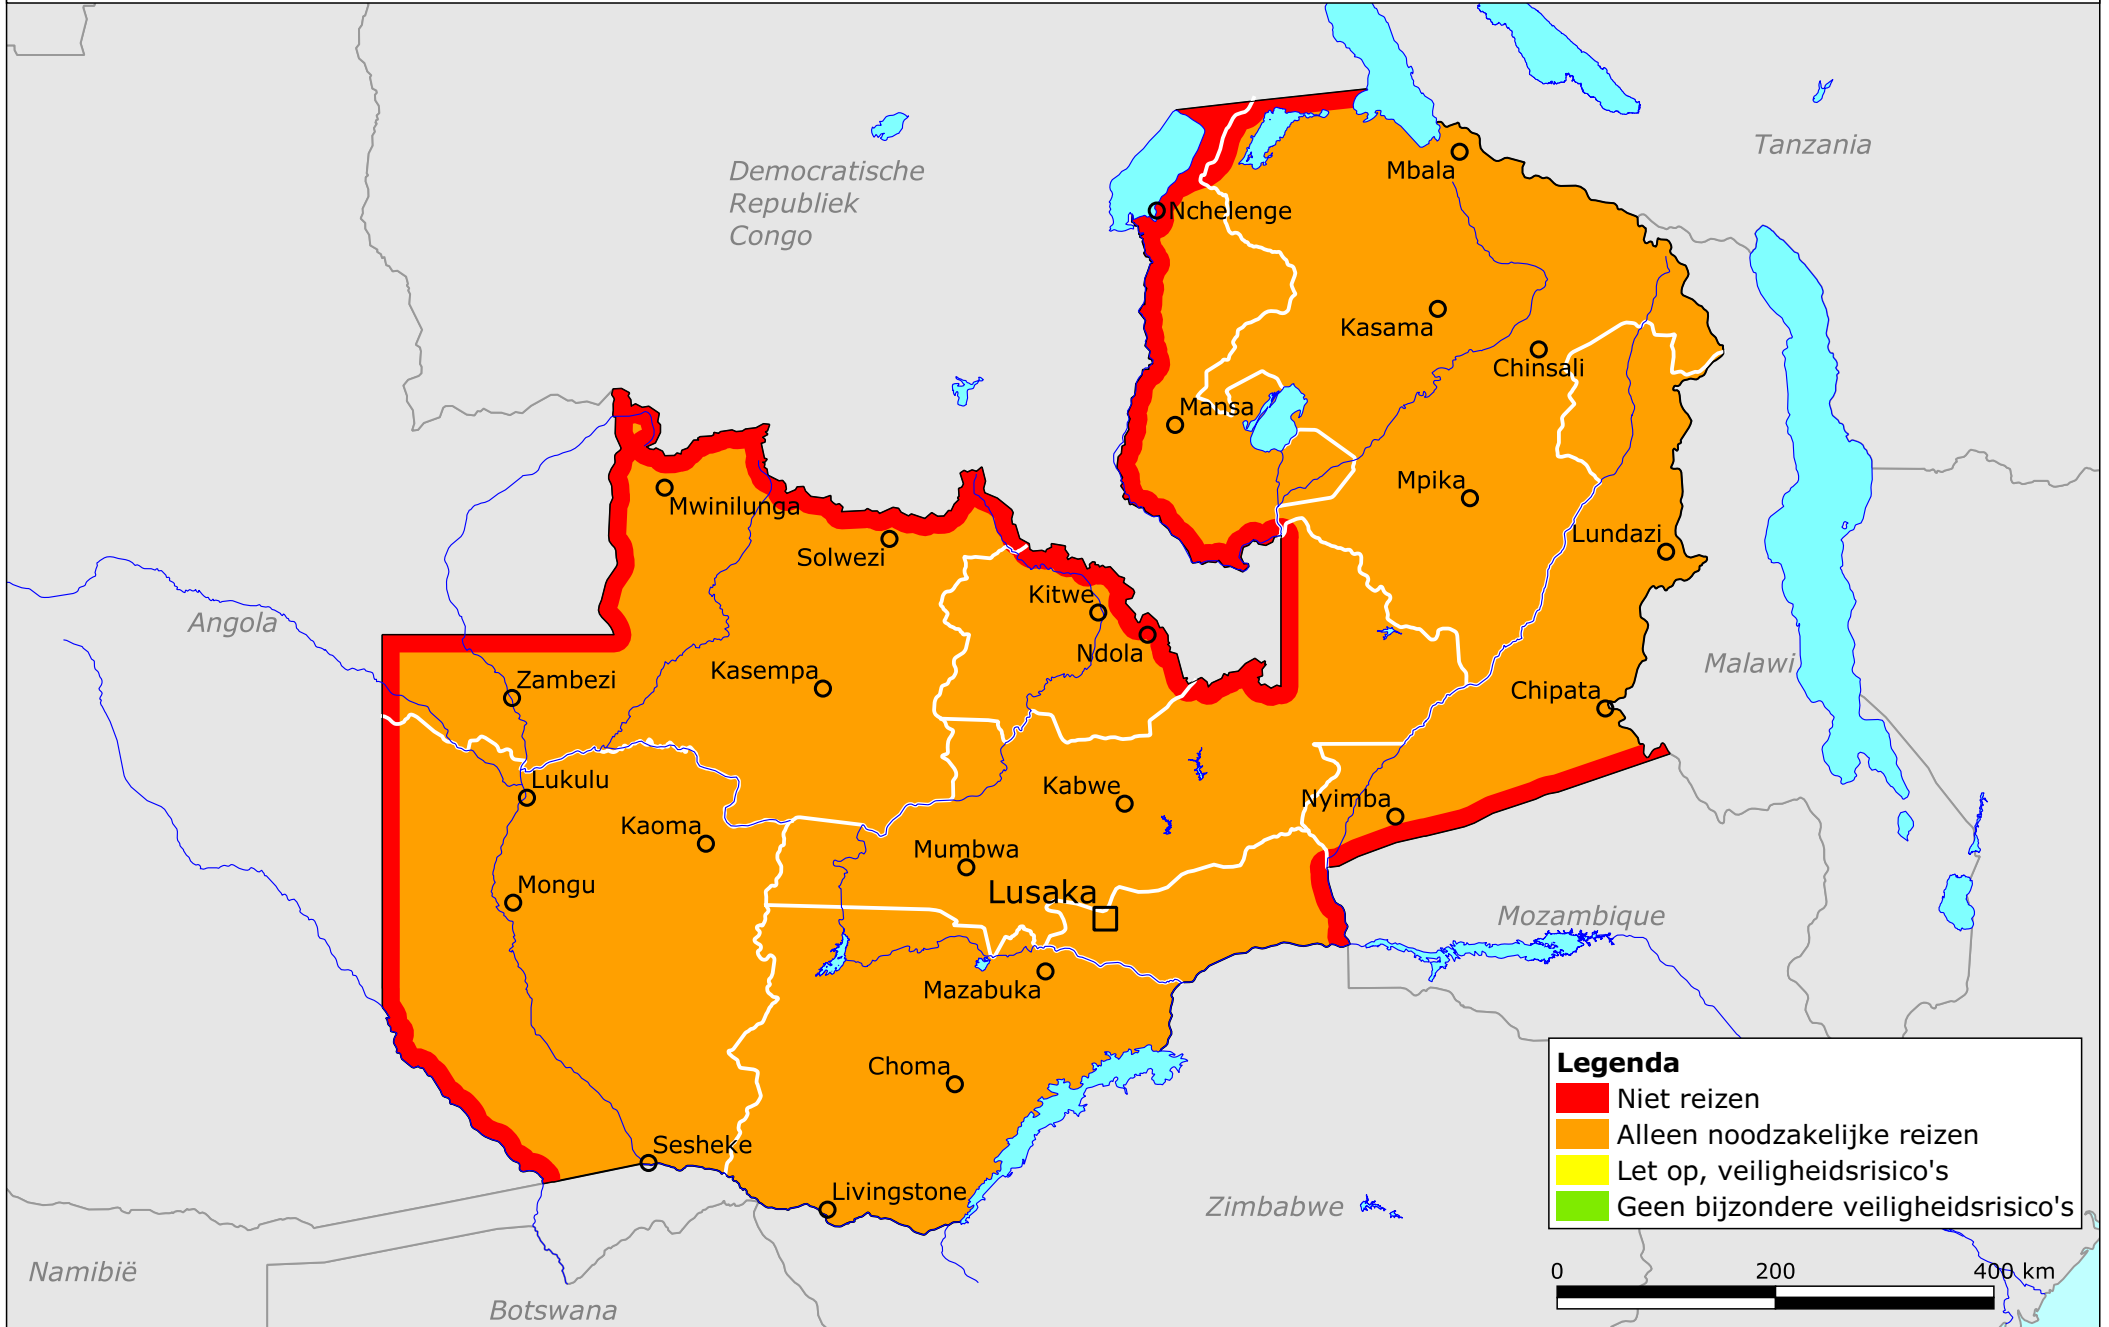 Tanzania
Democratische
Republiek
Congo
Mbala
Nchelenge
Kasama
Chinsali
Mansa
Mpika
Mwinilunga
Lundazi
Solwezi
Kitwe
Angola
Ndola
Malawi
Kasempa
Zambezi
Chipata
Lukulu
Kabwe
Nyimba
Kaoma
Mumbwa
Mongu
Lusaka
Mozambique
Mazabuka
Choma
Sesheke
Livingstone
Zimbabwe
Namibië
Botswana
Legenda
Niet reizen
Alleen noodzakelijke reizen
Let op, veiligheidsrisico's
Geen bijzondere veiligheidsrisico's
0 200 400 km